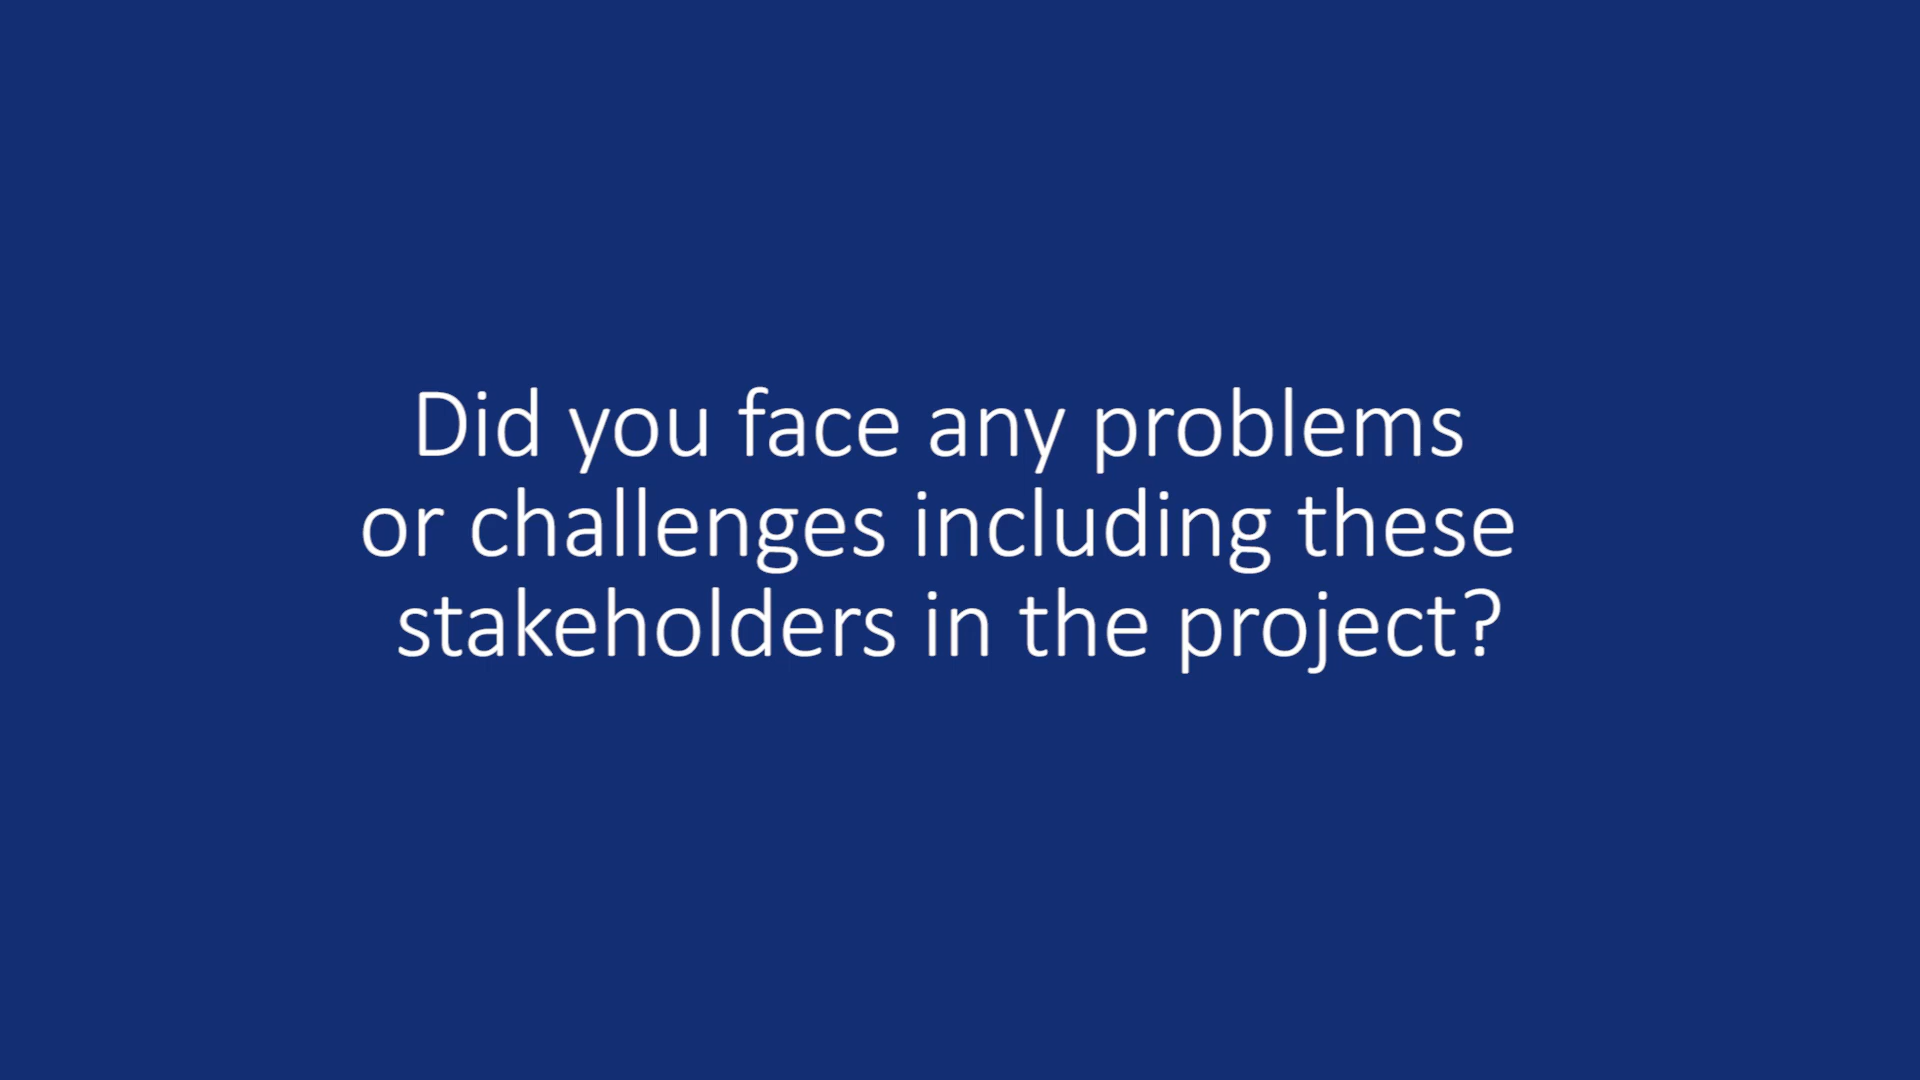 Did you face any problems
or challenges including these
stakeholders in the project?